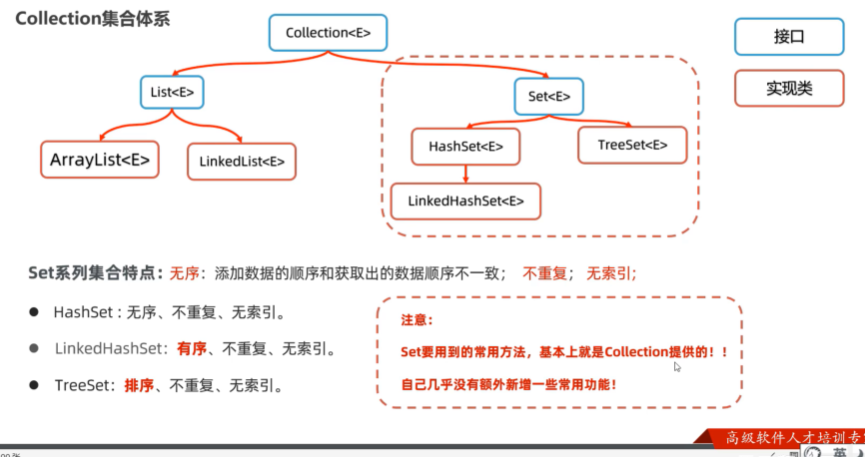 Collection集合体系
Collection<E>
接口
List<E>
Set<E>
实现类
ArrayList<E>
LinkedList<E>
HashSet<E>
TreeSet<E>
LinkedHashSet<E>
Set系列集合特点：无序：添加数据的顺序和获取出的数据顺序不一致； 不重复； 无索引;
● HashSet : 无序、不重复、无索引。
● LinkedHashSet：有序、不重复、无索引。
● TreeSet：排序、不重复、无索引。
注意：
Set要用到的常用方法，基本上就是Collection提供的！！
自己几乎没有额外新增一些常用功能！
高级软件人才培训专
英